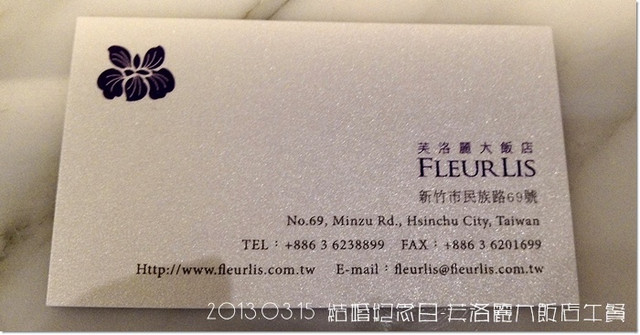 芙洛麗大飯店
FLEUR LIS
新竹市民族路69號
No.69, Minzu Rd., Hsinchu City, Taiwan
TEL：+886 3 6238899 FAX：+886 3 6201699
Http://www.fleurlis.com.tw E-mail：fleurlis@fleurlis.com.tw
2013.03.15 結婚紀念日-芙洛麗大飯店午餐